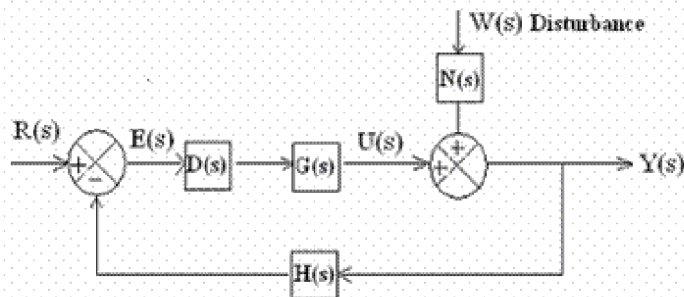 W(s) Disturbance
N(s)
R(s)
E(s)
U(s)
+
+
−
D(s)
G(s)
+
Y(s)
H(s)